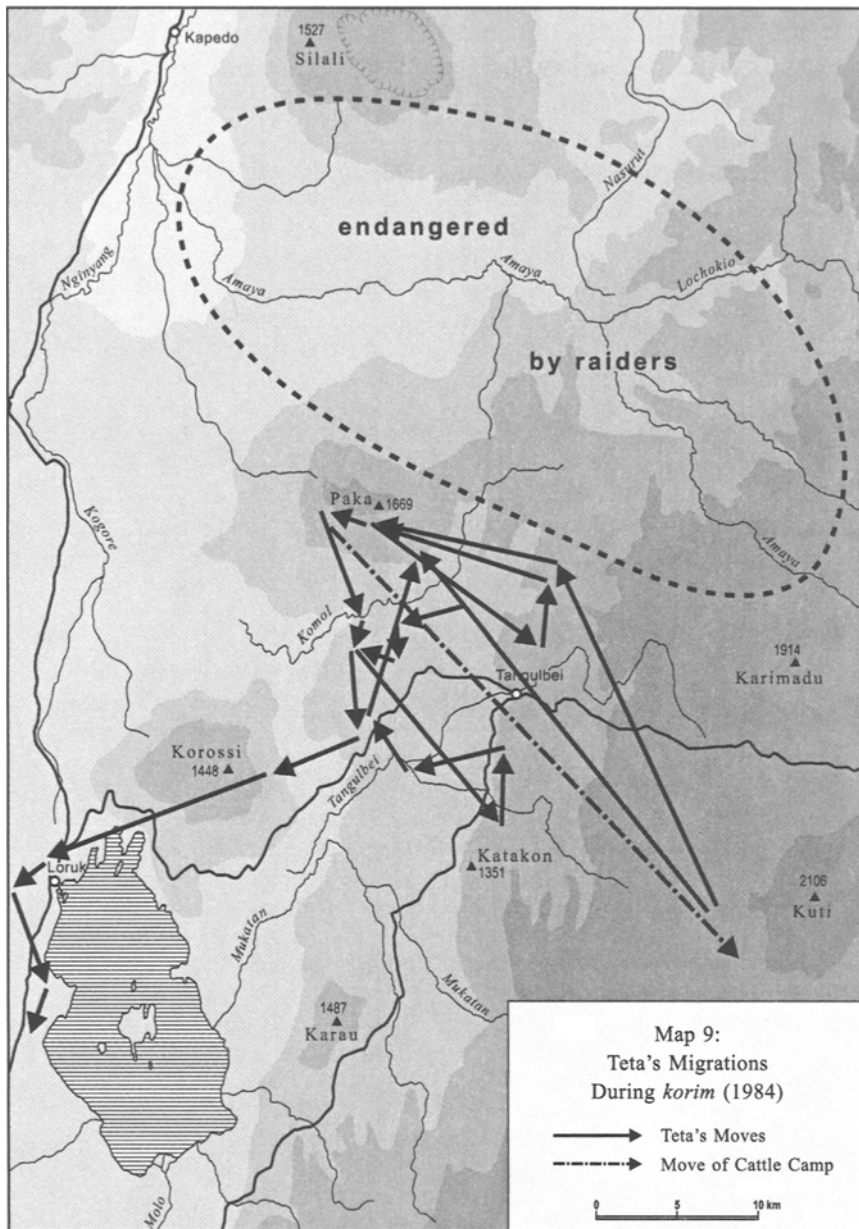 1527
Kapedo
Silali
Nasurut
endangered
Nginyang
Amaya
Amaya
Lochokio
by raiders
Paka
1669
Kogore
Amaya
Komol
1914
Karimadu
Tangulbei
Korossi
1448
Tangulbei
Katakon
1351
Loruk
2106
Kuti
Mukatan
Mukatan
1487
Karau
Molo
Map 9:
Teta's Migrations
During korim (1984)
Teta's Moves
Move of Cattle Camp
0 5 10 km